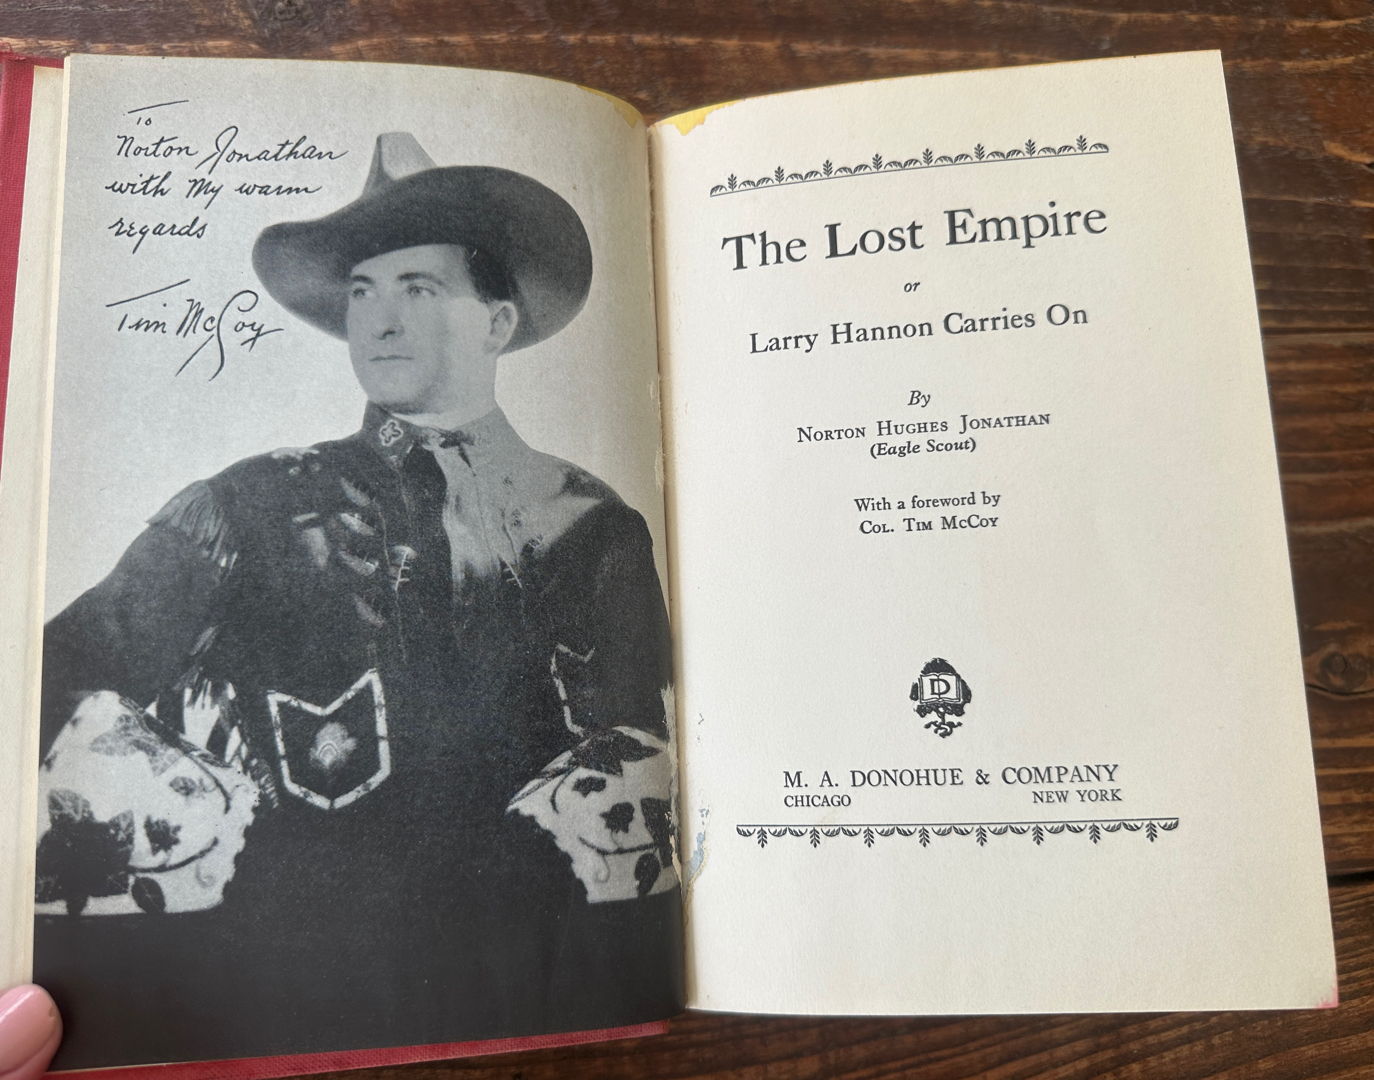 To
Norton Jonathan
with My warm
regards
Tim McCoy
The Lost Empire
or
Larry Hannon Carries On
By
NORTON HUGHES JONATHAN
(Eagle Scout)
With a foreword by
COL. TIM MCCOY
D
M. A. DONOHUE & COMPANY
CHICAGO NEW YORK